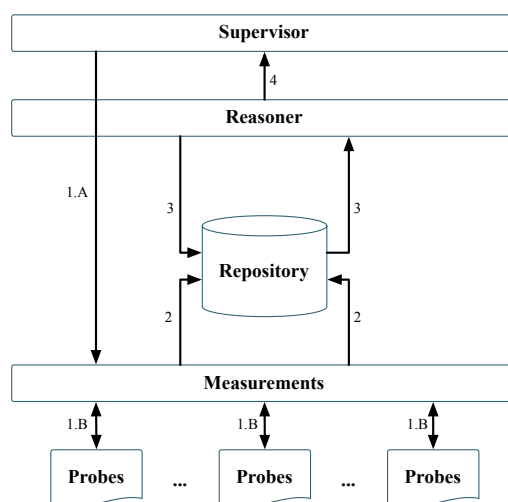 Supervisor
4
Reasoner
1.A
3
3
Repository
2
2
Measurements
1.B
1.B
1.B
Probes
...
Probes
...
Probes